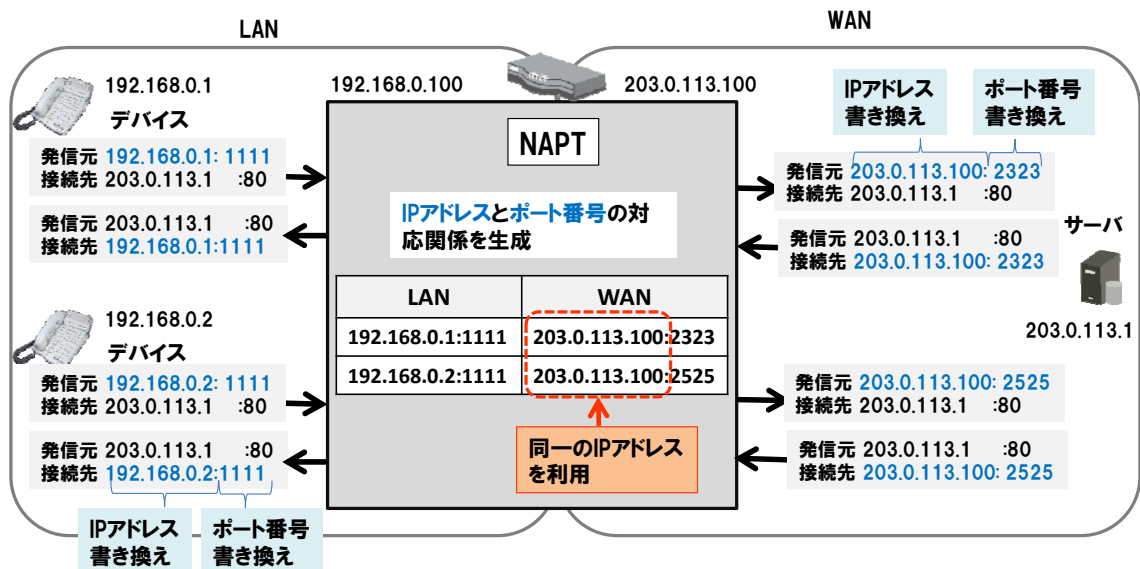 LAN
WAN
192.168.0.1
デバイス
発信元 192.168.0.1: 1111
接続先 203.0.113.1 :80
発信元 203.0.113.1 :80
接続先 192.168.0.1:1111
192.168.0.2
デバイス
発信元 192.168.0.2: 1111
接続先 203.0.113.1 :80
発信元 203.0.113.1 :80
接続先 192.168.0.2:1111
IPアドレス
書き換え
ポート番号
書き換え
192.168.0.100
203.0.113.100
NAPT
IPアドレスとポート番号の対
応関係を生成
LAN WAN
192.168.0.1:1111 203.0.113.100:2323
192.168.0.2:1111 203.0.113.100:2525
同一のIPアドレス
を利用
IPアドレス
書き換え
ポート番号
書き換え
発信元 203.0.113.100: 2323
接続先 203.0.113.1 :80
発信元 203.0.113.1 :80
接続先 203.0.113.100: 2323
サーバ
203.0.113.1
発信元 203.0.113.100: 2525
接続先 203.0.113.1 :80
発信元 203.0.113.1 :80
接続先 203.0.113.100: 2525